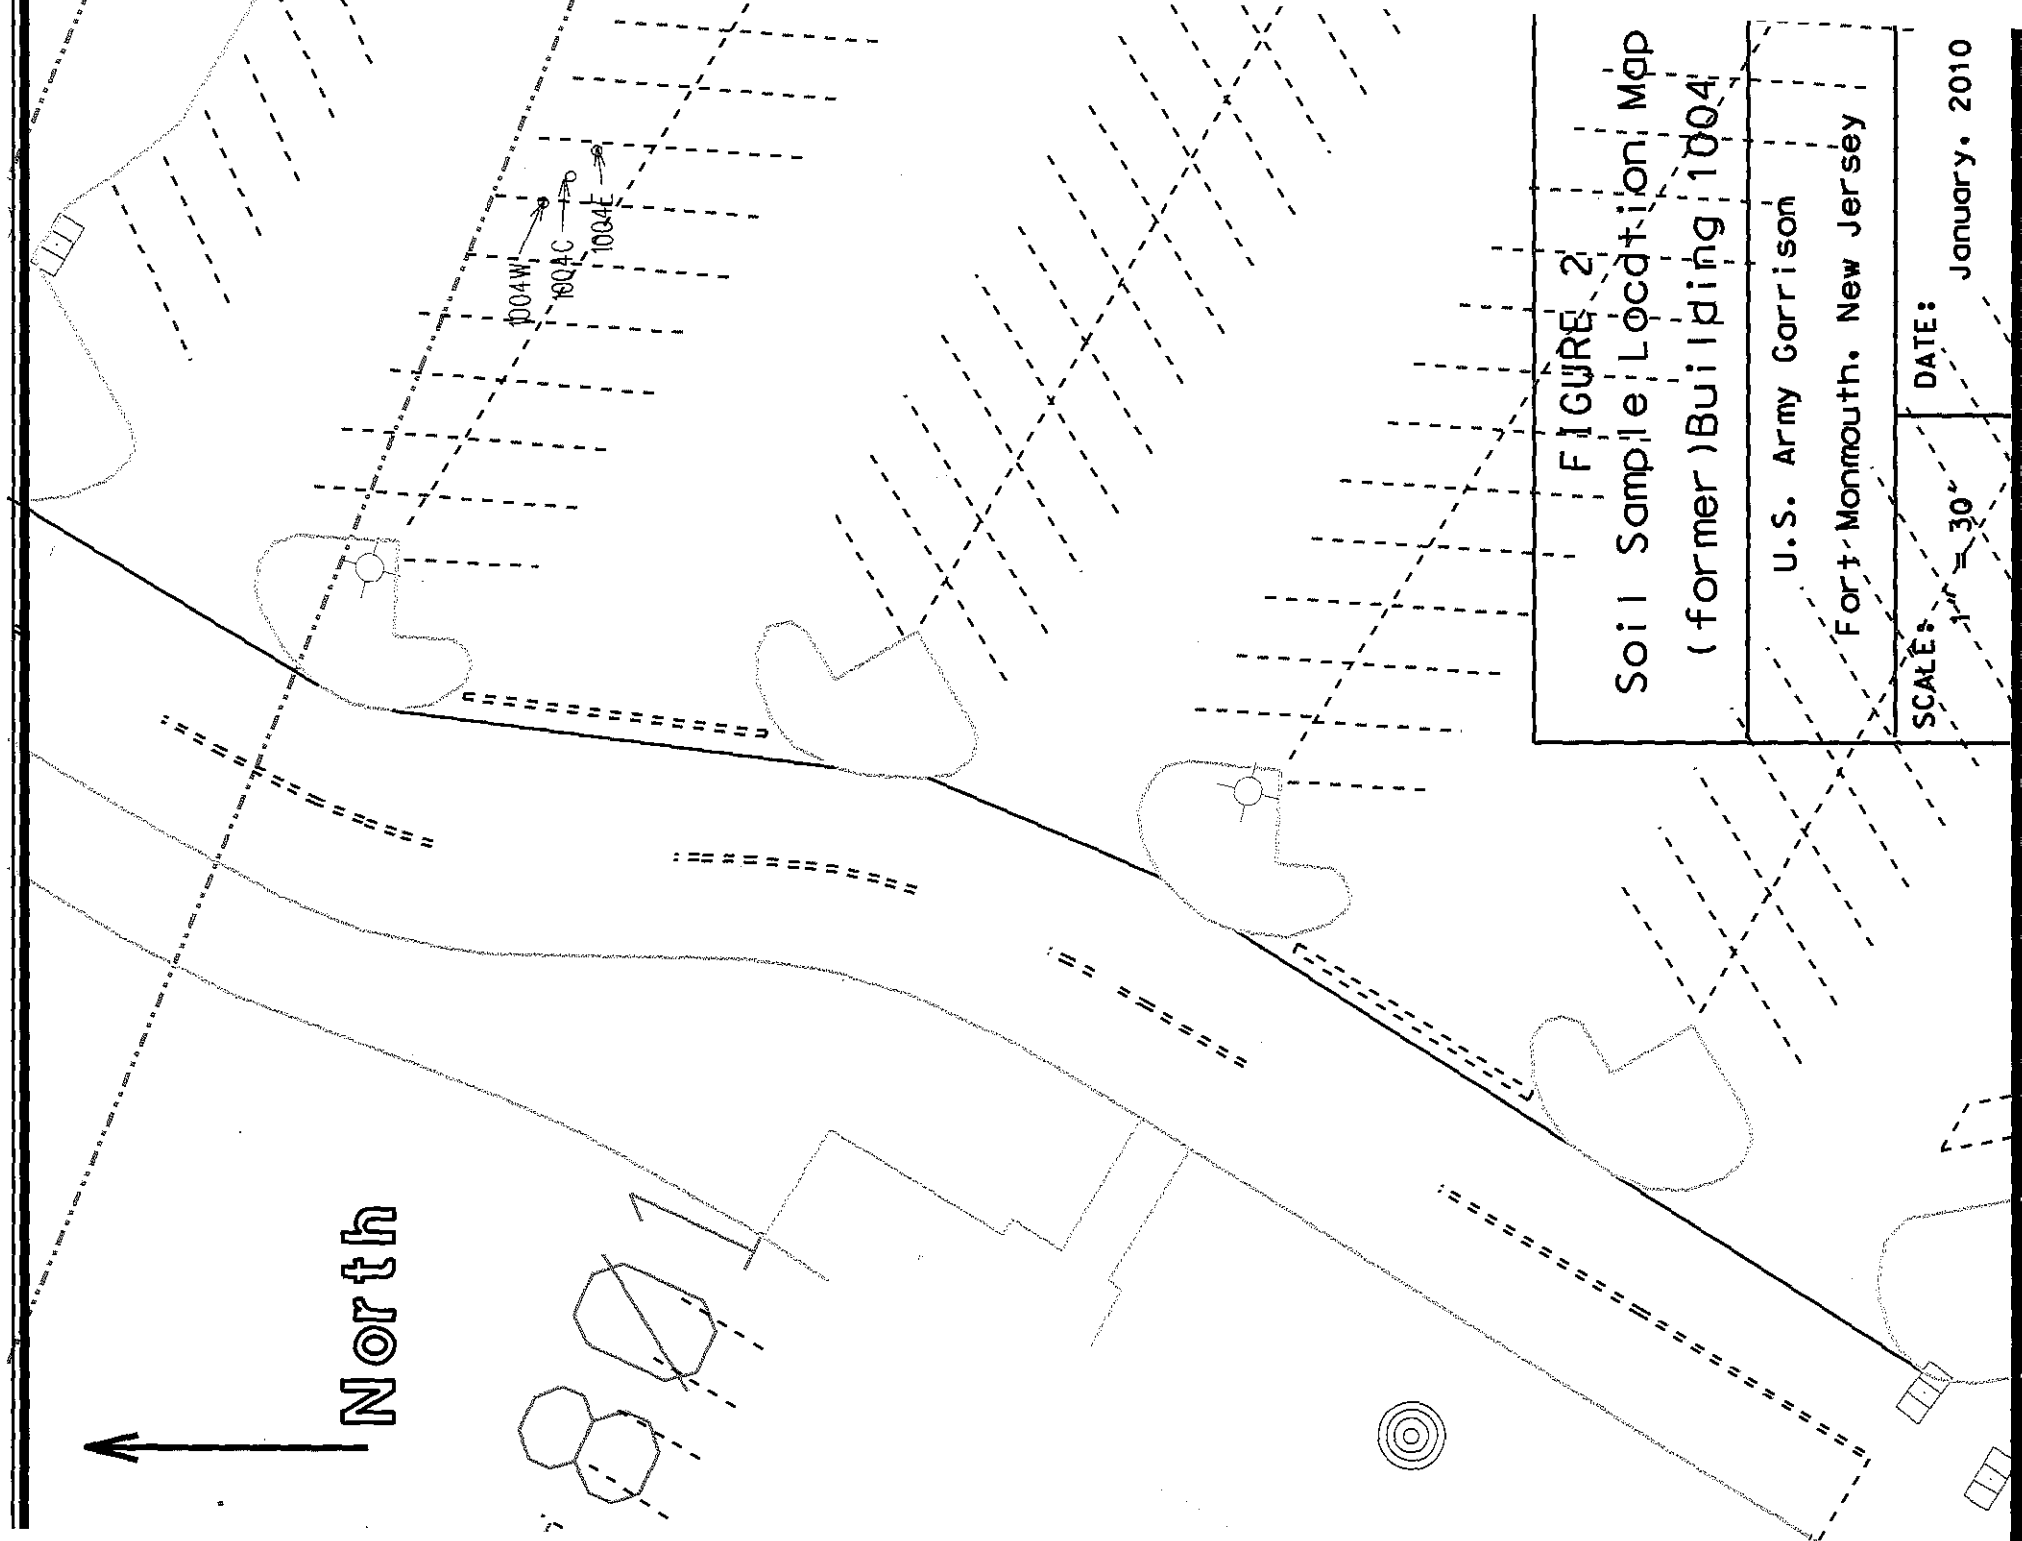 1004W
1004C
1004E
North
801
FIGURE 2
Soil Sample Location Map
(former)Building 1004
U.S. Army Garrison
Fort Monmouth. New Jersey
SCALE: 1" = 30"
DATE: January. 2010